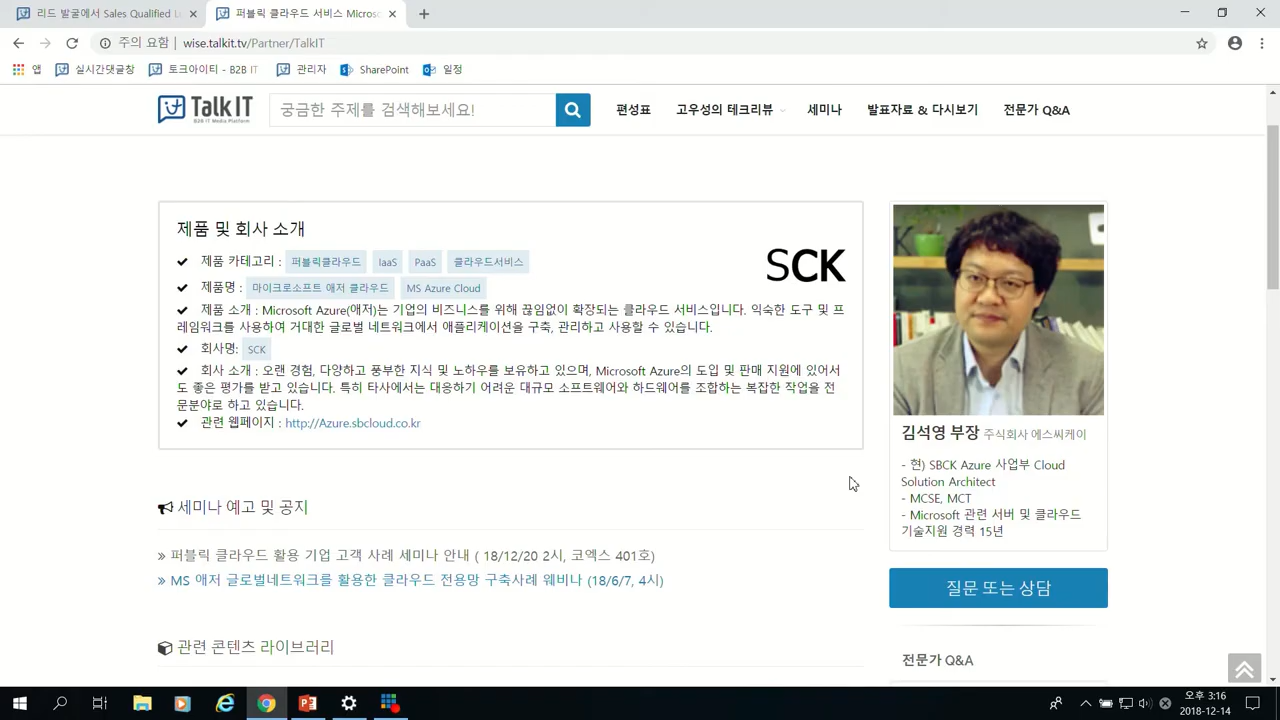 리드 발굴에서 Sales Qualified L
퍼블릭 클라우드 서비스 Micros
주의 요함 | wise.talkit.tv/Partner/TalkIT
앱
실시간댓글창
토크아이티 - B2B IT
관리자
SharePoint
일정
TalkIT
B2B IT Media Platform
궁금한 주제를 검색해보세요!
편성표
고우성의 테크리뷰
세미나
발표자료 & 다시보기
전문가 Q&A
제품 및 회사 소개
제품 카테고리 : 퍼블릭클라우드 IaaS PaaS 클라우드서비스
제품명 : 마이크로소프트 애저 클라우드 MS Azure Cloud
제품 소개 : Microsoft Azure(애저)는 기업의 비즈니스를 위해 끊임없이 확장되는 클라우드 서비스입니다. 익숙한 도구 및 프
레임워크를 사용하여 거대한 글로벌 네트워크에서 애플리케이션을 구축, 관리하고 사용할 수 있습니다.
회사명: SCK
회사 소개 : 오랜 경험, 다양하고 풍부한 지식 및 노하우를 보유하고 있으며, Microsoft Azure의 도입 및 판매 지원에 있어서
도 좋은 평가를 받고 있습니다. 특히 타사에서는 대응하기 어려운 대규모 소프트웨어와 하드웨어를 조합하는 복잡한 작업을 전
문분야로 하고 있습니다.
관련 웹페이지 : http://Azure.sbcloud.co.kr
SCK
김석영 부장 주식회사 에스씨케이
- 현) SBCK Azure 사업부 Cloud
Solution Architect
- MCSE, MCT
- Microsoft 관련 서버 및 클라우드
기술지원 경력 15년
질문 또는 상담
전문가 Q&A
세미나 예고 및 공지
» 퍼블릭 클라우드 활용 기업 고객 사례 세미나 안내 ( 18/12/20 2시, 코엑스 401호)
» MS 애저 글로벌네트워크를 활용한 클라우드 전용망 구축사례 웨비나 (18/6/7, 4시)
관련 콘텐츠 라이브러리
오후 3:16
2018-12-14